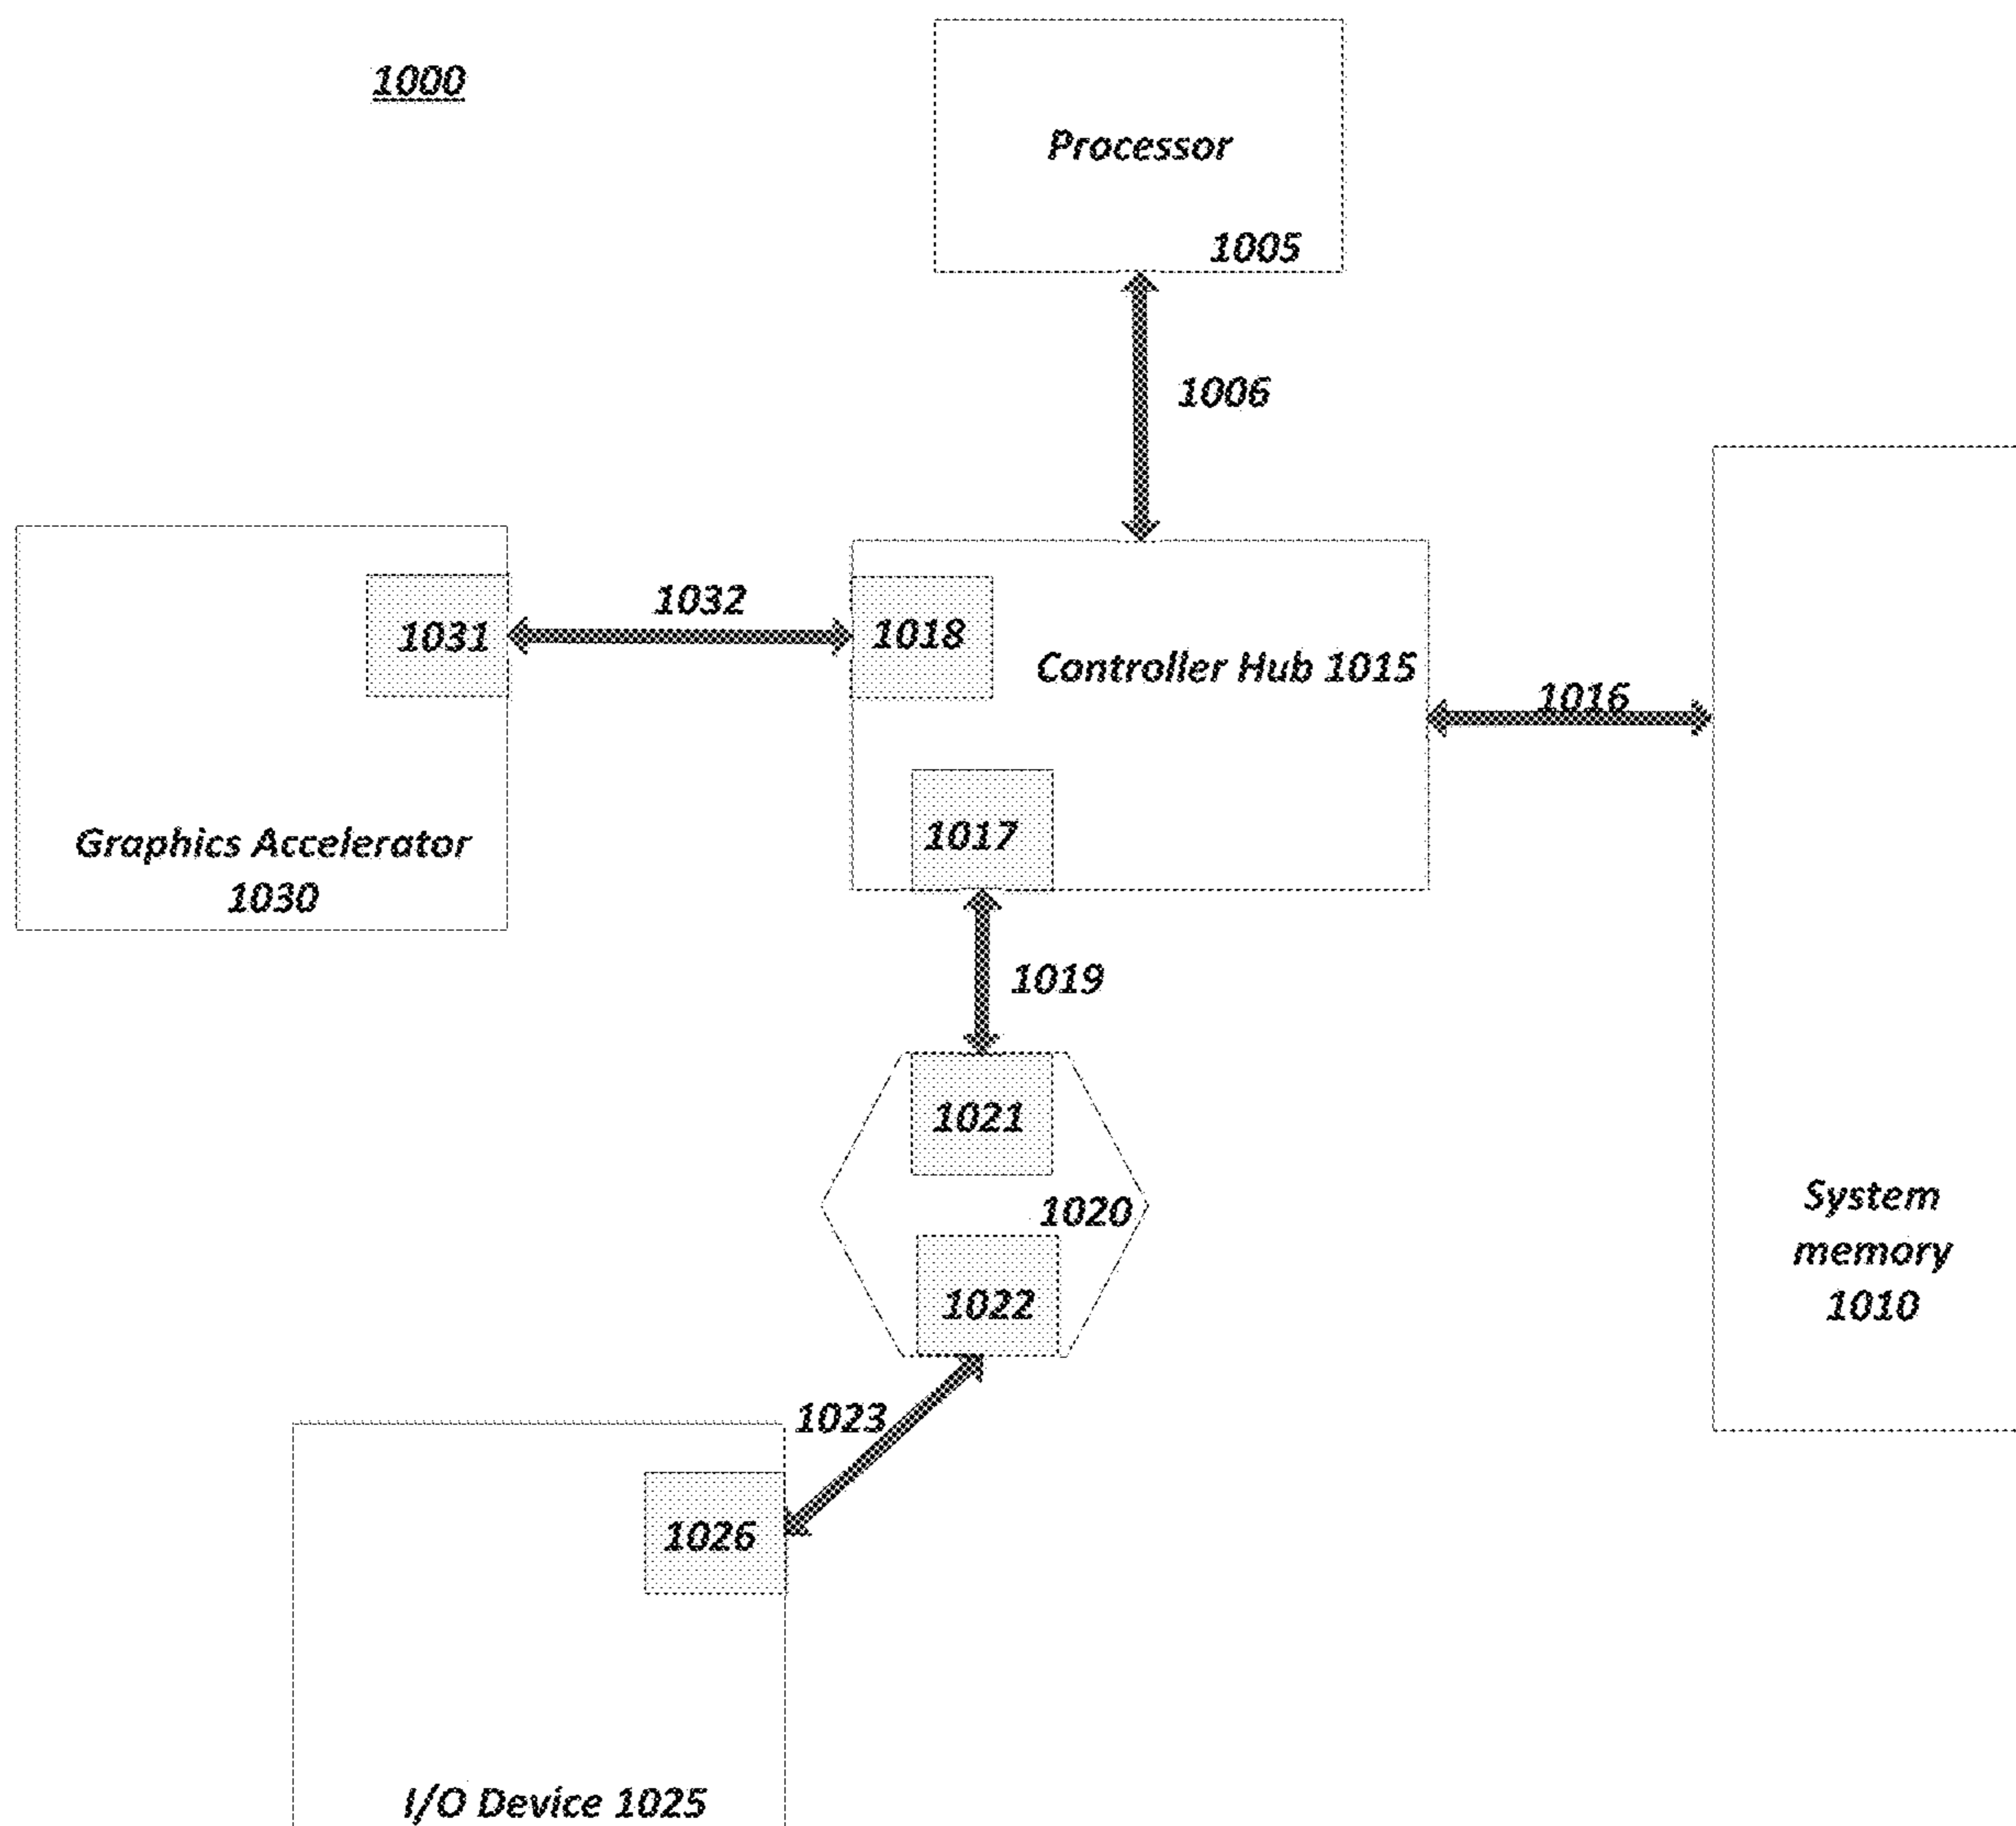 1000
Processor
1005
1006
1031
1032
1018
Controller Hub 1015
1016
1017
Graphics Accelerator
1030
1019
1021
1020
1022
System
memory
1010
1023
1026
I/O Device 1025